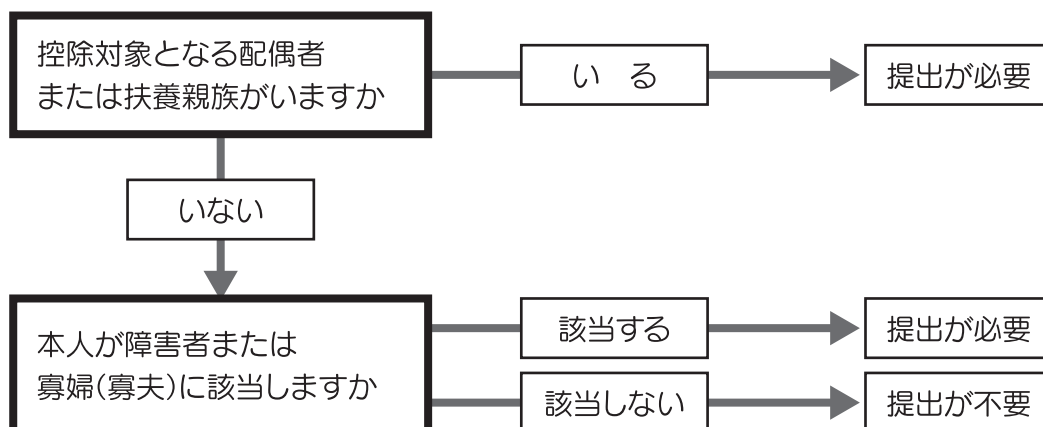 控除対象となる配偶者
または扶養親族がいますか
い る
提出が必要
いない
本人が障害者または
寡婦(寡夫)に該当しますか
該当する
提出が必要
該当しない
提出が不要